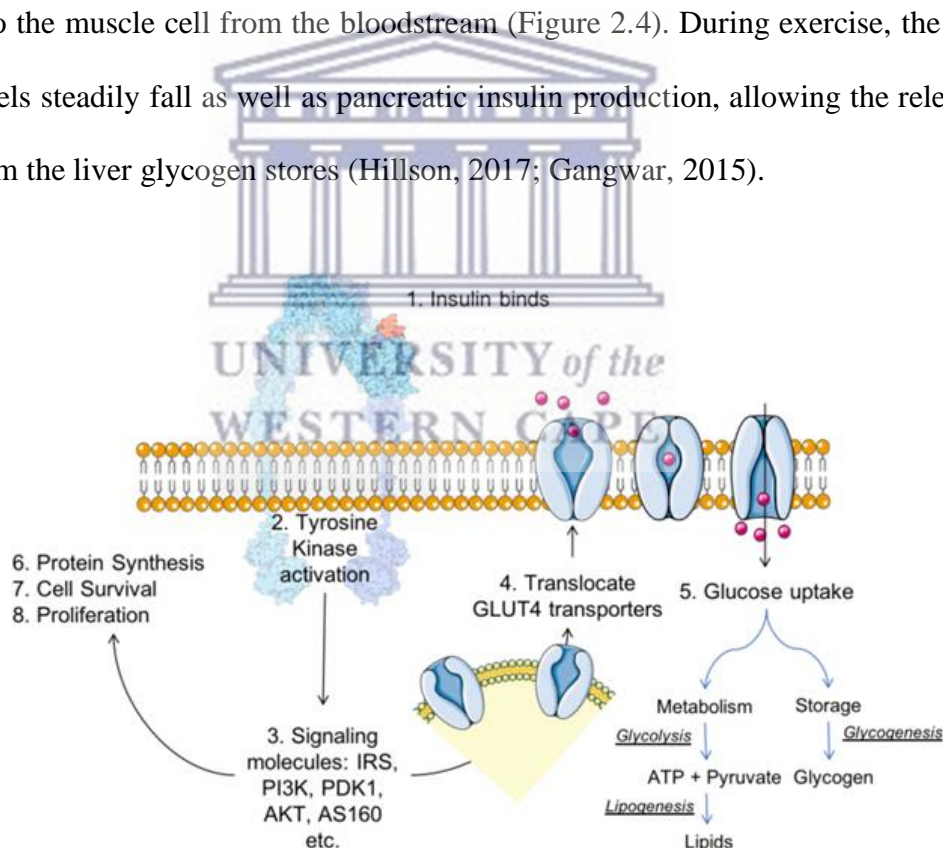 o the muscle cell from the bloodstream (Figure 2.4). During exercise, the
els steadily fall as well as pancreatic insulin production, allowing the rele
m the liver glycogen stores (Hillson, 2017; Gangwar, 2015).
1. Insulin binds
UNIVERSITY of the
WESTERN CAPE
2. Tyrosine
Kinase
activation
6. Protein Synthesis
7. Cell Survival
8. Proliferation
4. Translocate
GLUT4 transporters
5. Glucose uptake
3. Signaling
molecules: IRS,
PI3K, PDK1,
AKT, AS160
etc.
Metabolism
Storage
Glycolysis
Glycogenesis
ATP + Pyruvate
Glycogen
Lipogenesis
Lipids